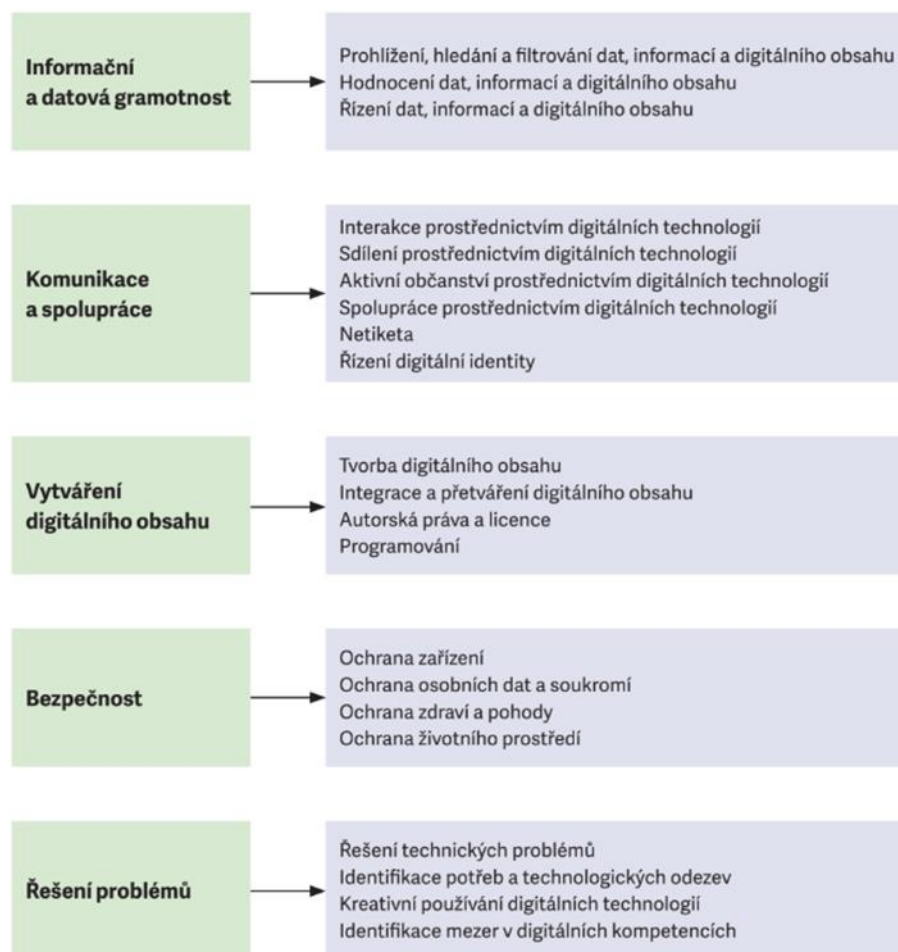 Informační
a datová gramotnost
Prohlížení, hledání a filtrování dat, informací a digitálního obsahu
Hodnocení dat, informací a digitálního obsahu
Řízení dat, informací a digitálního obsahu
Komunikace
a spolupráce
Interakce prostřednictvím digitálních technologií
Sdílení prostřednictvím digitálních technologií
Aktivní občanství prostřednictvím digitálních technologií
Spolupráce prostřednictvím digitálních technologií
Netiketa
Řízení digitální identity
Vytváření
digitálního obsahu
Tvorba digitálního obsahu
Integrace a přetváření digitálního obsahu
Autorská práva a licence
Programování
Bezpečnost
Ochrana zařízení
Ochrana osobních dat a soukromí
Ochrana zdraví a pohody
Ochrana životního prostředí
Řešení problémů
Řešení technických problémů
Identifikace potřeb a technologických odezev
Kreativní používání digitálních technologií
Identifikace mezer v digitálních kompetencích